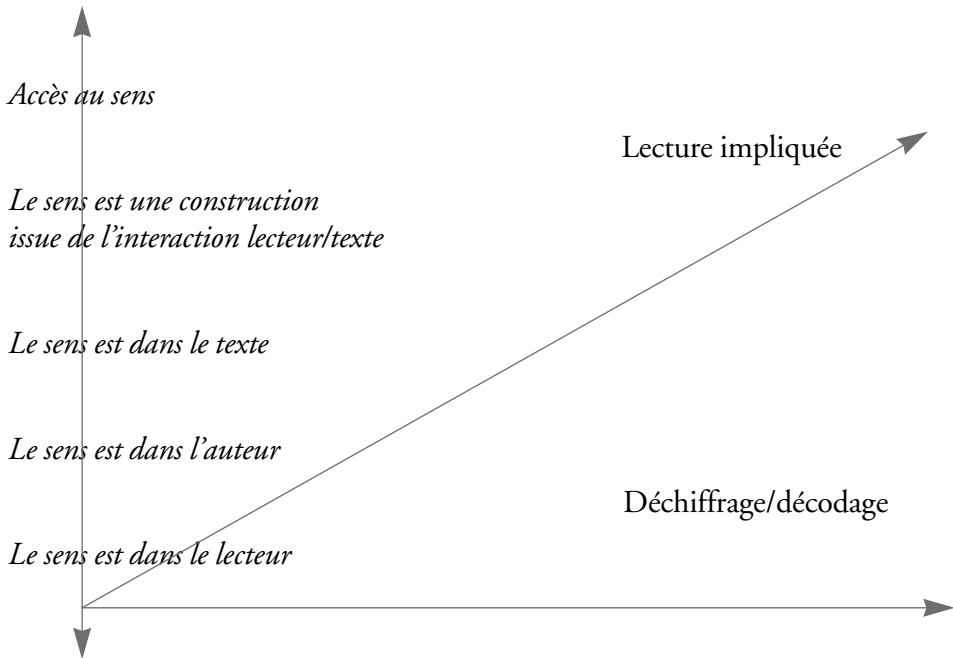 Accès au sens
Lecture impliquée
Le sens est une construction
issue de l’interaction lecteur/texte
Le sens est dans le texte
Le sens est dans l’auteur
Déchiffrage/décodage
Le sens est dans le lecteur